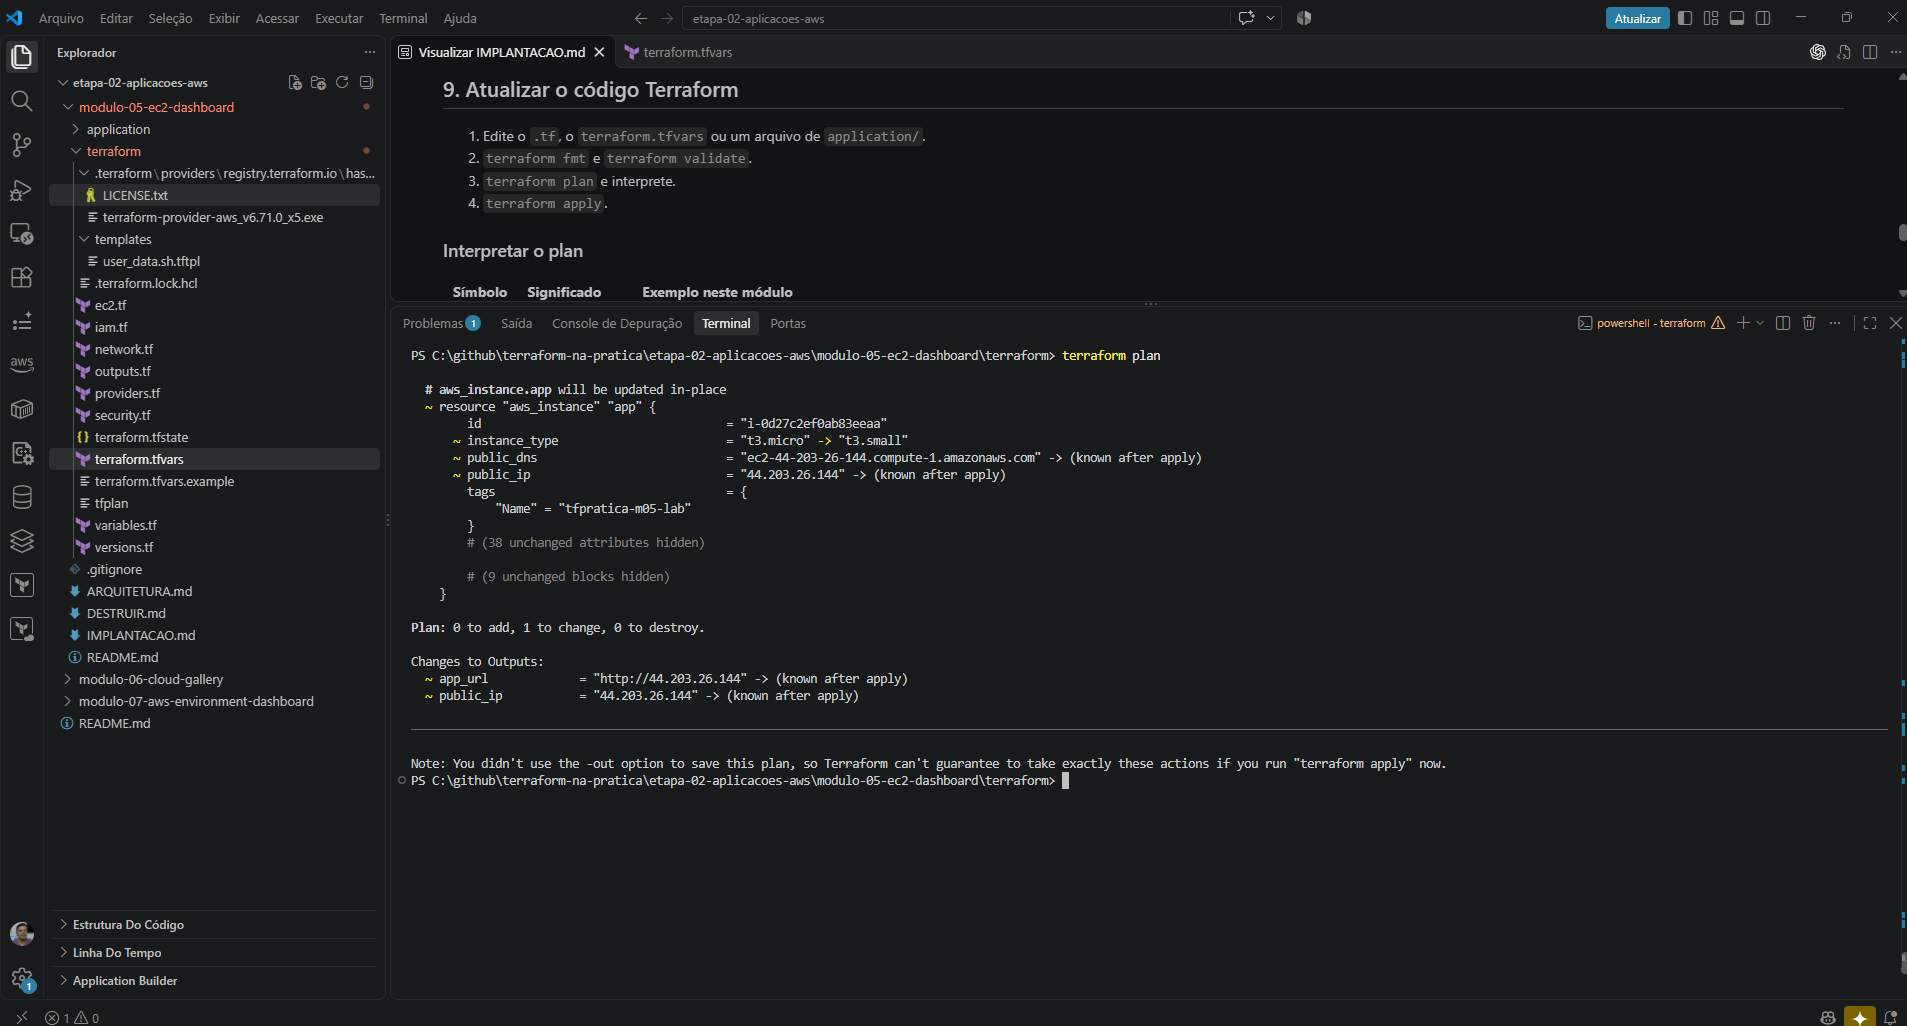 Arquivo Editar Seleção Exibir Acessar Executar Terminal Ajuda
etapa-02-aplicacoes-aws
Atualizar
Explorador
etapa-02-aplicacoes-aws
modulo-05-ec2-dashboard
application
terraform
.terraform\providers\registry.terraform.io\has...
LICENSE.txt
terraform-provider-aws_v6.71.0_x5.exe
templates
user_data.sh.tftpl
.terraform.lock.hcl
ec2.tf
iam.tf
network.tf
outputs.tf
providers.tf
security.tf
terraform.tfstate
terraform.tfvars
terraform.tfvars.example
tfplan
variables.tf
versions.tf
.gitignore
ARQUITETURA.md
DESTRUIR.md
IMPLANTACAO.md
README.md
modulo-06-cloud-gallery
modulo-07-aws-environment-dashboard
README.md
Estrutura Do Código
Linha Do Tempo
Application Builder
aws
1
1 0
Visualizar IMPLANTACAO.md
terraform.tfvars
9. Atualizar o código Terraform
1. Edite o .tf, o terraform.tfvars ou um arquivo de application/.
2. terraform fmt e terraform validate.
3. terraform plan e interprete.
4. terraform apply.
Interpretar o plan
Símbolo Significado Exemplo neste módulo
Problemas 1 Saída Console de Depuração Terminal Portas
powershell - terraform
PS C:\github\terraform-na-pratica\etapa-02-aplicacoes-aws\modulo-05-ec2-dashboard\terraform> terraform plan
# aws_instance.app will be updated in-place
~ resource "aws_instance" "app" {
id = "i-0d27c2ef0ab83eeaa"
~ instance_type = "t3.micro" -> "t3.small"
~ public_dns = "ec2-44-203-26-144.compute-1.amazonaws.com" -> (known after apply)
~ public_ip = "44.203.26.144" -> (known after apply)
tags = {
"Name" = "tfpratica-m05-lab"
}
# (38 unchanged attributes hidden)
# (9 unchanged blocks hidden)
}
Plan: 0 to add, 1 to change, 0 to destroy.
Changes to Outputs:
~ app_url = "http://44.203.26.144" -> (known after apply)
~ public_ip = "44.203.26.144" -> (known after apply)
Note: You didn't use the -out option to save this plan, so Terraform can't guarantee to take exactly these actions if you run "terraform apply" now.
PS C:\github\terraform-na-pratica\etapa-02-aplicacoes-aws\modulo-05-ec2-dashboard\terraform>